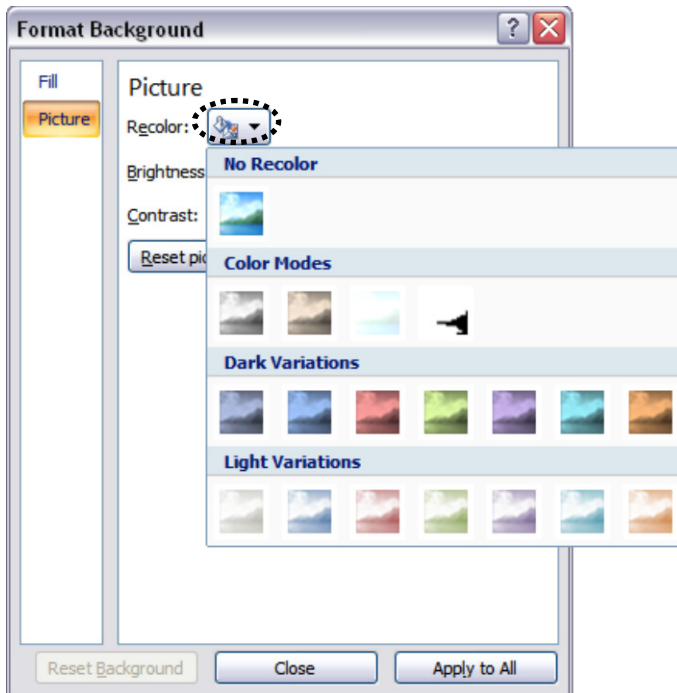 Format Background
Fill
Picture
Picture
Recolor:
No Recolor
Brightness
Contrast:
Reset pic
Color Modes
Dark Variations
Light Variations
Reset Background
Close
Apply to All